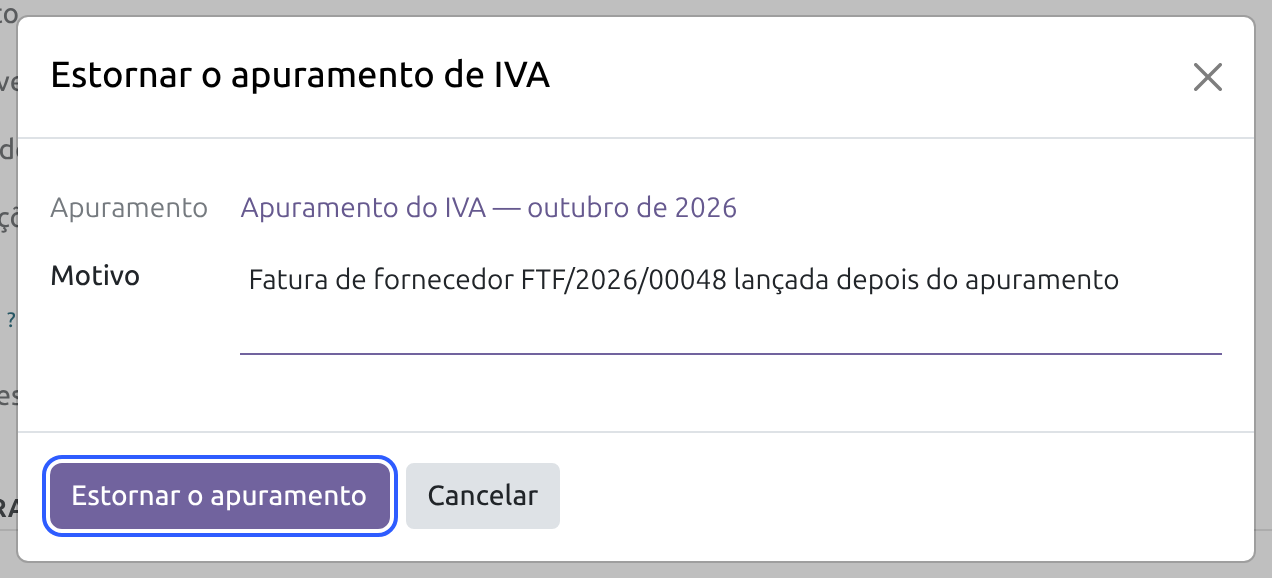 Estornar o apuramento de IVA
Apuramento Apuramento do IVA — outubro de 2026
Motivo Fatura de fornecedor FTF/2026/00048 lançada depois do apuramento
?
Estornar o apuramento Cancelar